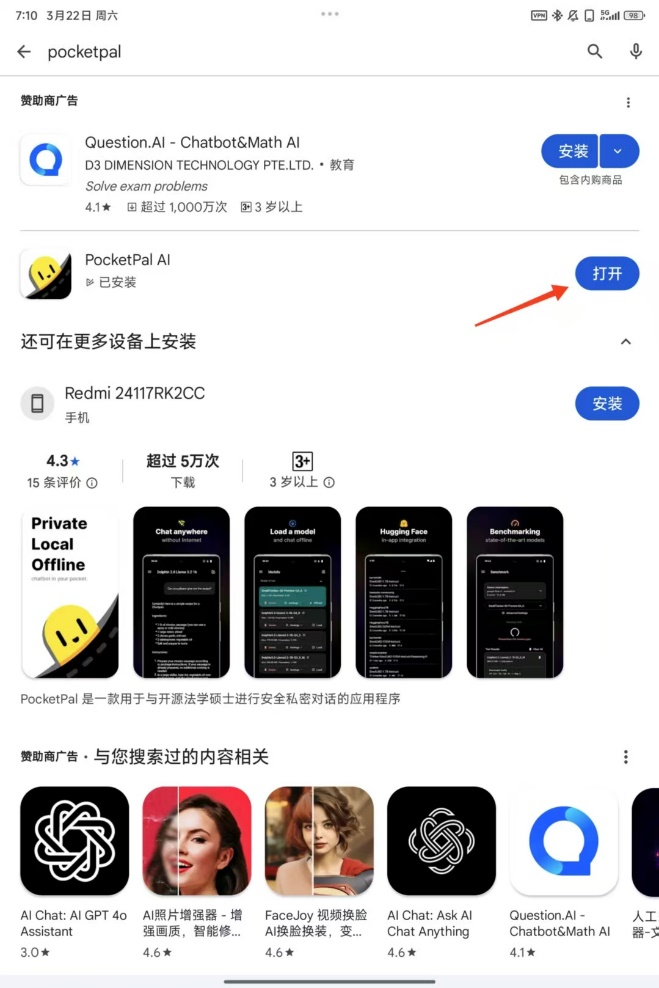 7:10 3月22日 周六
VPN 5G 98
pocketpal
赞助商广告
Question.AI - Chatbot&Math AI
D3 DIMENSION TECHNOLOGY PTE.LTD. • 教育
Solve exam problems
4.1★ 超过 1,000万次 3+ 3 岁以上
安装
包含内购商品
PocketPal AI
已安装
打开
还可在更多设备上安装
Redmi 24117RK2CC
手机
安装
4.3★ 超过 5万次 3+
15 条评价 下载 3 岁以上
Private
Local
Offline
chatbot in your pocket.
Chat anywhere
without internet
Load a model
and chat offline
Hugging Face
in-app integration
Benchmarking
state-of-the-art models
PocketPal 是一款用于与开源法学硕士进行安全私密对话的应用程序
赞助商广告 · 与您搜索过的内容相关
AI Chat: AI GPT 4o
Assistant
3.0★
AI照片增强器 - 增
强画质，智能修...
4.6★
FaceJoy 视频换脸
AI换脸换装，变...
4.6★
AI Chat: Ask AI
Chat Anything
4.6★
Question.AI -
Chatbot&Math AI
4.1★
人工
器-文